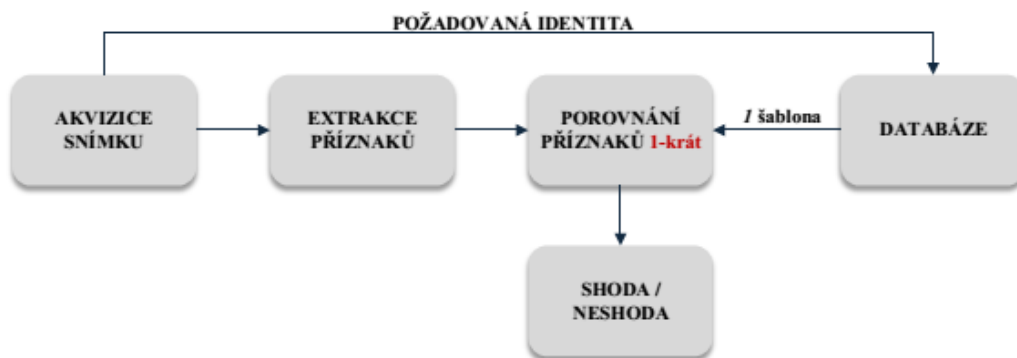 POŽADOVANÁ IDENTITA
AKVIZICE
SNÍMKU
EXTRAKCE
PŘÍZNAKŮ
POROVNÁNÍ
PŘÍZNAKŮ 1-krát
1 šablona
DATABÁZE
SHODA /
NESHODA